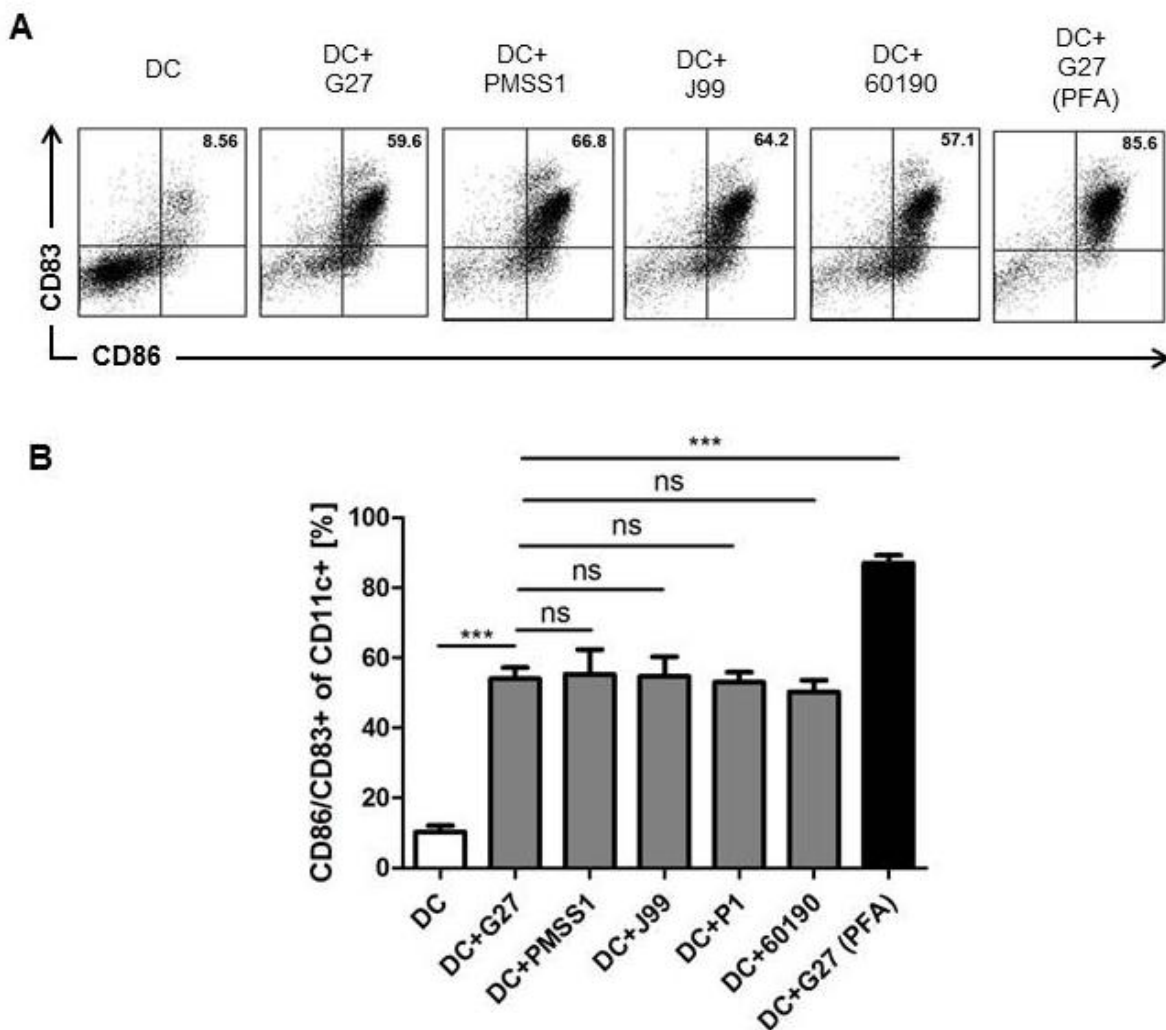 A
DC
DC+
G27
DC+
PMSS1
DC+
J99
DC+
60190
DC+
G27
(PFA)
8.56
59.6
66.8
64.2
57.1
85.6
CD83
CD86
B
***
ns
ns
ns
ns
***
CD86/CD83+ of CD11c+ [%]
100
80
60
40
20
0
DC
DC+G27
DC+PMSS1
DC+J99
DC+P1
DC+60190
DC+G27 (PFA)